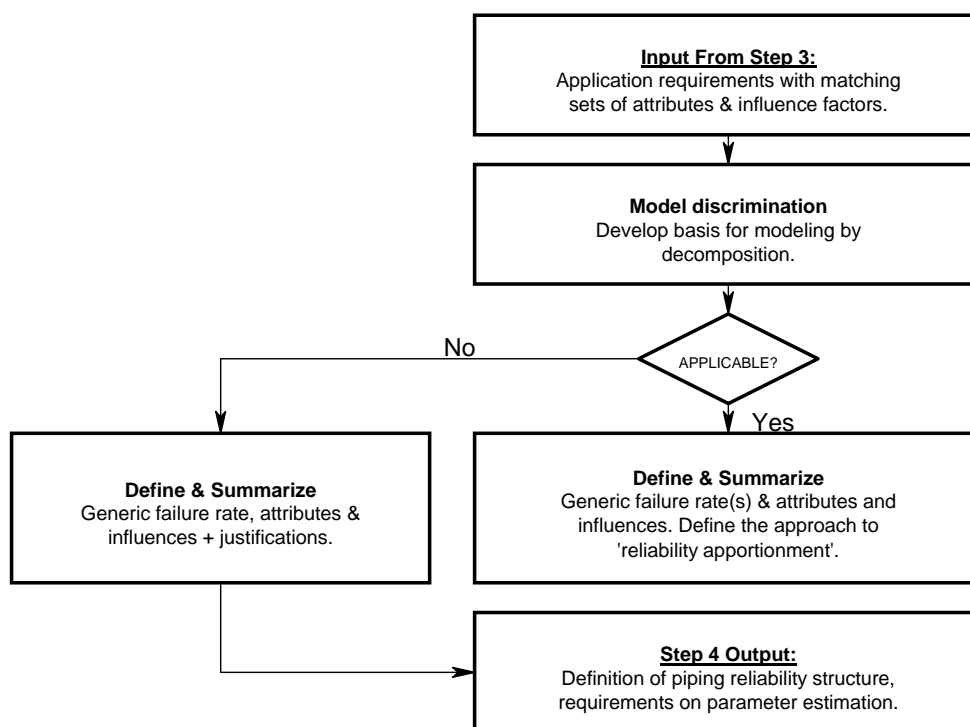 Input From Step 3:
Application requirements with matching
sets of attributes & influence factors.
Model discrimination
Develop basis for modeling by
decomposition.
APPLICABLE?
No
Yes
Define & Summarize
Generic failure rate, attributes &
influences + justifications.
Define & Summarize
Generic failure rate(s) & attributes and
influences. Define the approach to
'reliability apportionment'.
Step 4 Output:
Definition of piping reliability structure,
requirements on parameter estimation.